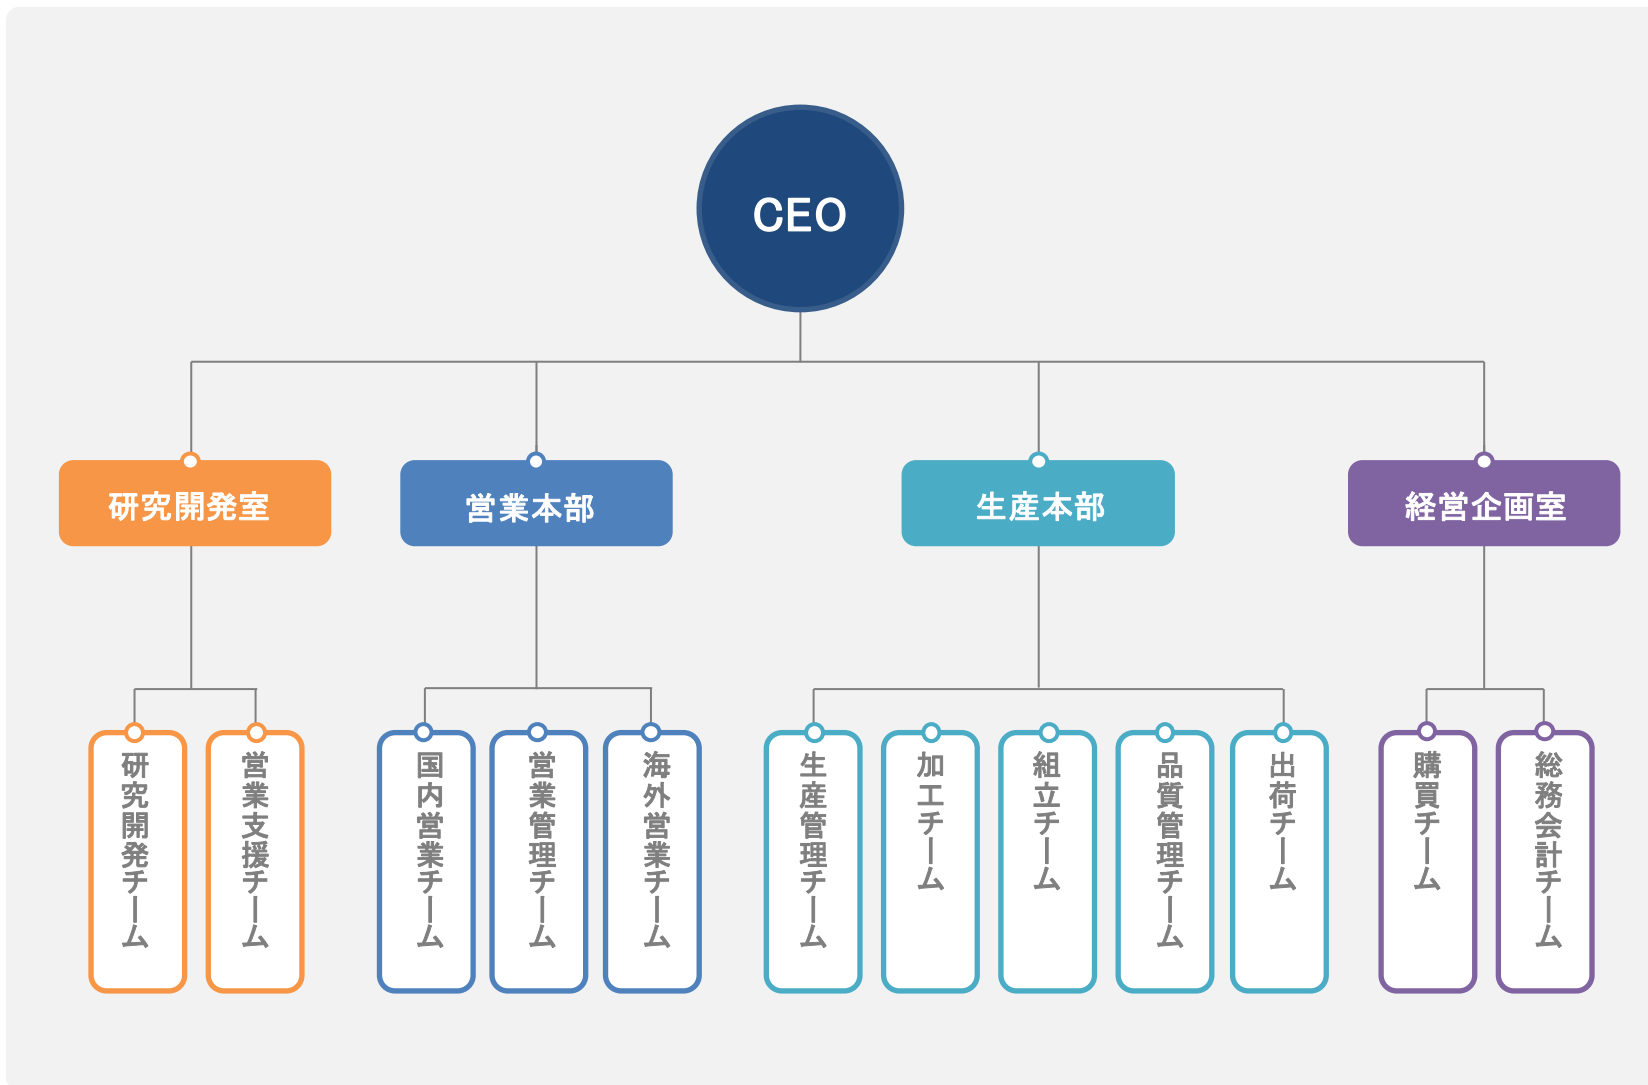 CEO
研究開発室
営業本部
生産本部
経営企画室
研究開発チーム
営業支援チーム
国内営業チーム
営業管理チーム
海外営業チーム
生産管理チーム
加工チーム
組立チーム
品質管理チーム
出荷チーム
購買チーム
総務会計チーム